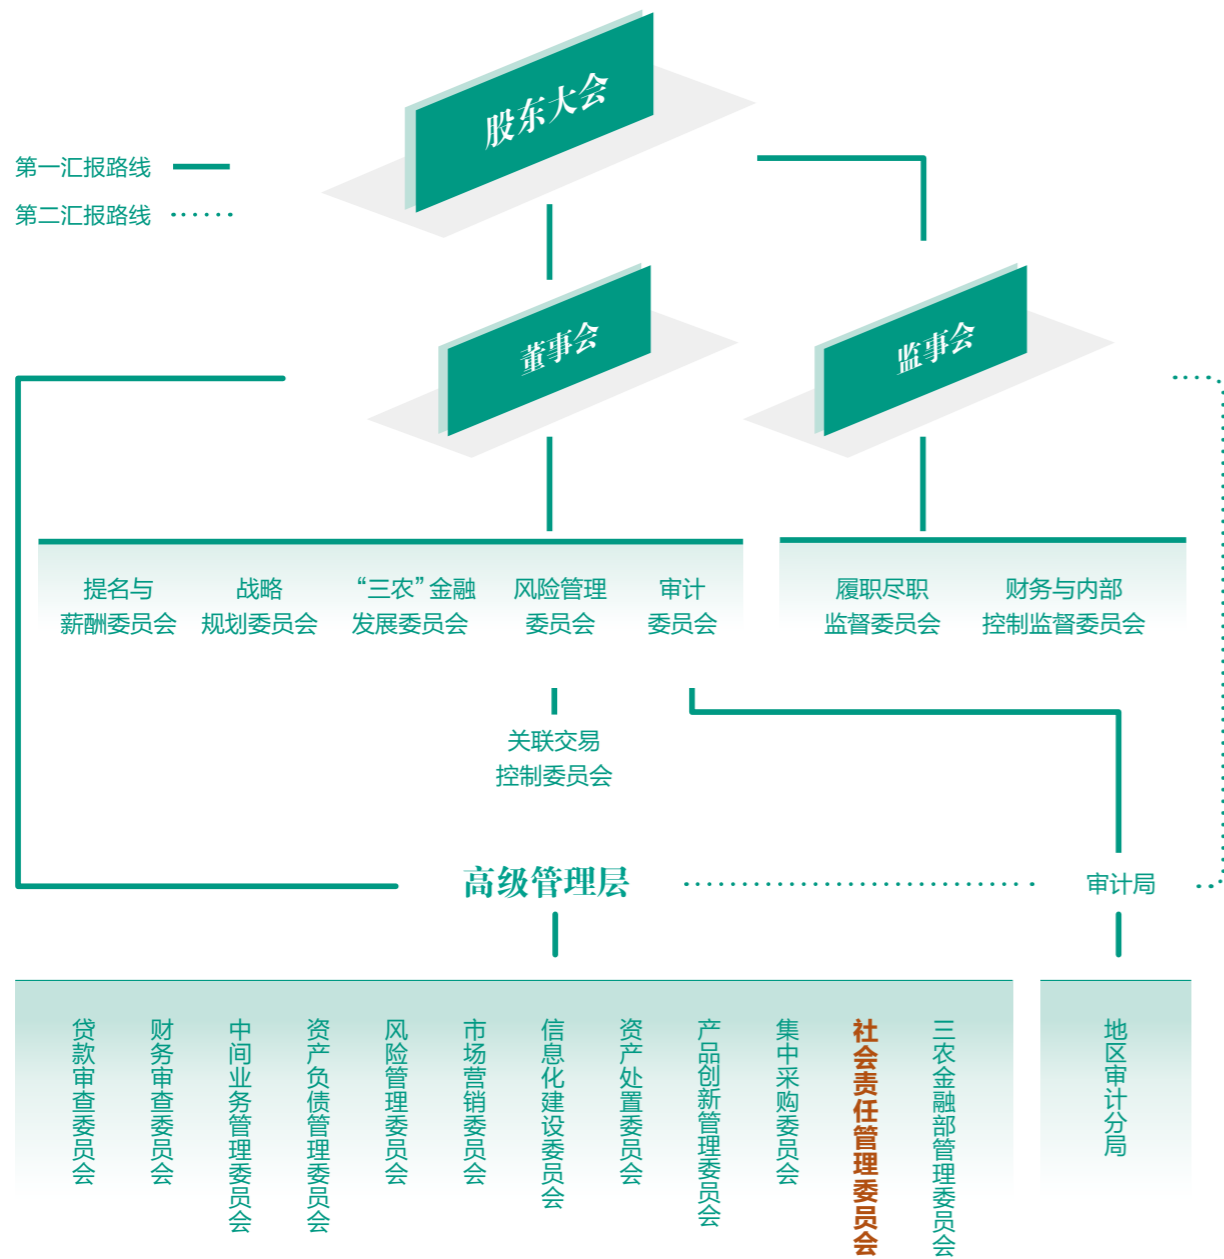 股东大会
第一汇报路线
第二汇报路线
董事会
监事会
提名与
薪酬委员会
战略
规划委员会
“三农”金融
发展委员会
风险管理
委员会
审计
委员会
履职尽职
监督委员会
财务与内部
控制监督委员会
关联交易
控制委员会
高级管理层
审计局
贷款审查委员会
财务审查委员会
中间业务管理委员会
资产负债管理委员会
风险管理委员会
市场营销委员会
信息化建设委员会
资产处置委员会
产品创新管理委员会
集中采购委员会
社会责任管理委员会
三农金融部管理委员会
地区审计分局